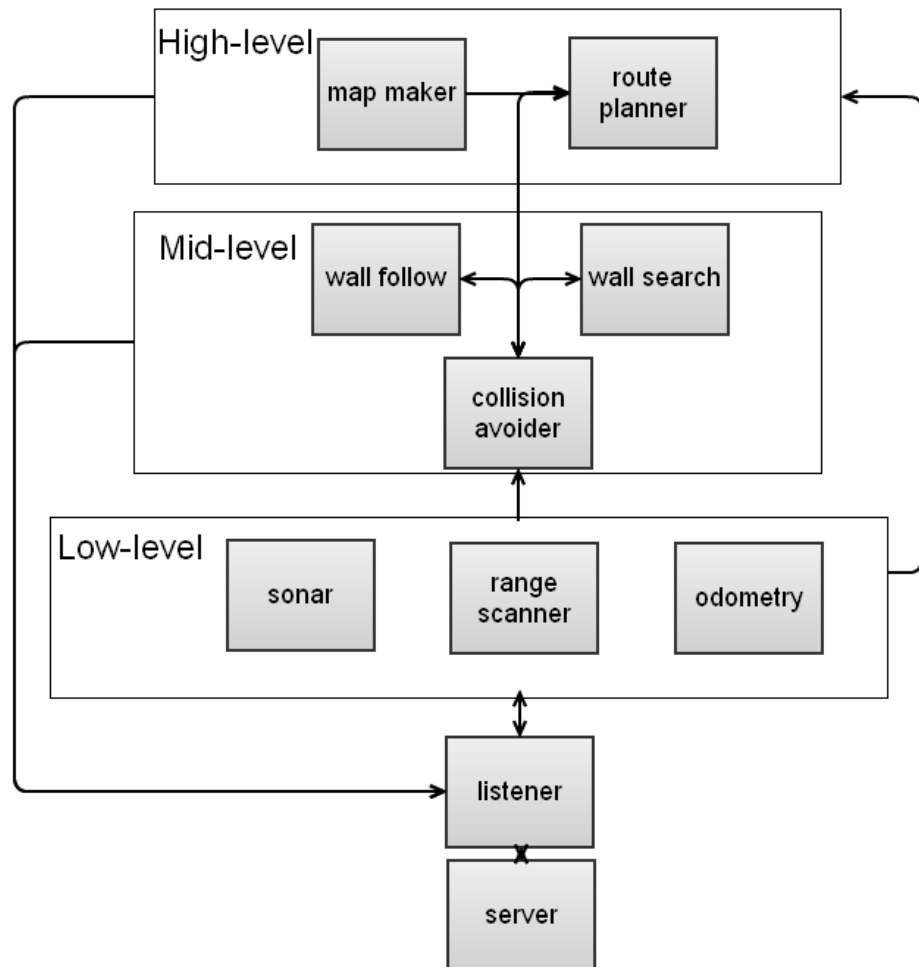 High-level
map maker
route
planner
Mid-level
wall follow
wall search
collision
avoider
Low-level
sonar
range
scanner
odometry
listener
server